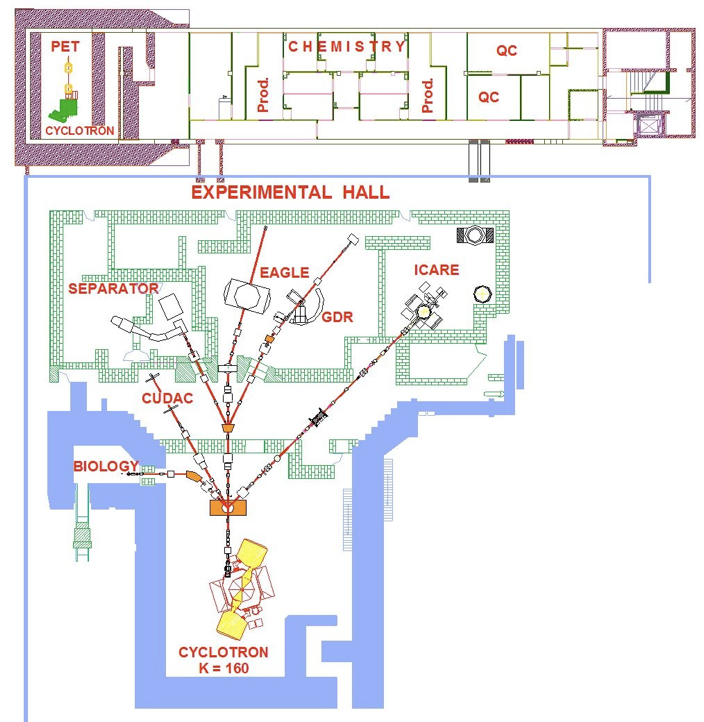 PET
CHEMISTRY
QC
Prod.
Prod.
QC
CYCLOTRON
EXPERIMENTAL HALL
EAGLE
ICARE
SEPARATOR
GDR
CUDAC
BIOLOGY
CYCLOTRON
K = 160